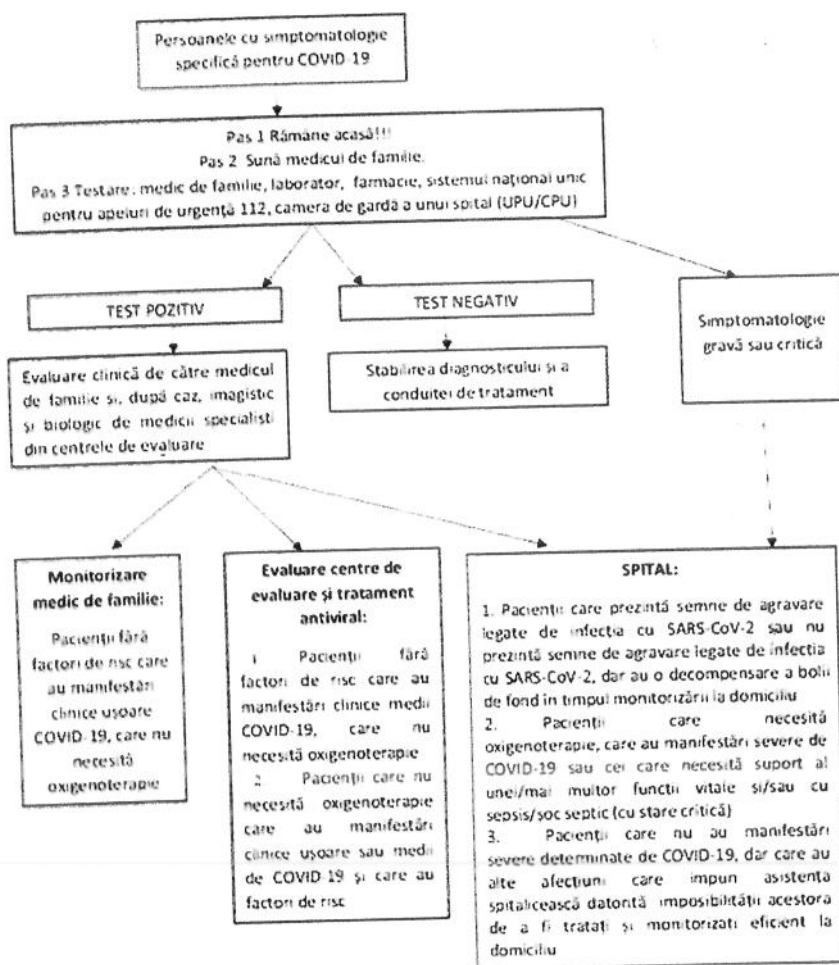 Persoanele cu simptomatologie
specifică pentru COVID-19
Pas 1 Rămâne acasă!!!
Pas 2 Sună medicul de familie.
Pas 3 Testare: medic de familie, laborator, farmacie, sistemul național unic
pentru apeluri de urgență 112, camera de gardă a unui spital (UPU/CPU)
TEST POZITIV
TEST NEGATIV
Simptomatologie
gravă sau critică
Evaluare clinică de către medicul
de familie și, după caz, imagistic
și biologic de medicii specialiști
din centrele de evaluare
Stabilirea diagnosticului și a
conduitei de tratament
Monitorizare
medic de familie:
Pacienții fără
factori de risc care
au manifestări
clinice ușoare
COVID-19, care nu
necesită
oxigenoterapie
Evaluare centre de
evaluare și tratament
antiviral:
1 Pacienții fără
factori de risc care au
manifestări clinice medii
COVID-19, care nu
necesită oxigenoterapie
2 Pacienții care nu
necesită oxigenoterapie
care au manifestări
clinice ușoare sau medii
de COVID-19 și care au
factori de risc
SPITAL:
1. Pacienții care prezintă semne de agravare
legate de infecția cu SARS-CoV-2 sau nu
prezintă semne de agravare legate de infecția
cu SARS-CoV-2, dar au o decompensare a bolii
de fond în timpul monitorizării la domiciliu
2. Pacienții care necesită
oxigenoterapie, care au manifestări severe de
COVID-19 sau cei care necesită suport al
unei/mai multor funcții vitale și/sau cu
sepsis/șoc septic (cu stare critică)
3. Pacienții care nu au manifestări
severe determinate de COVID-19, dar care au
alte afecțiuni care impun asistența
spitalicească datorită imposibilității acestora
de a fi tratați și monitorizați eficient la
domiciliu